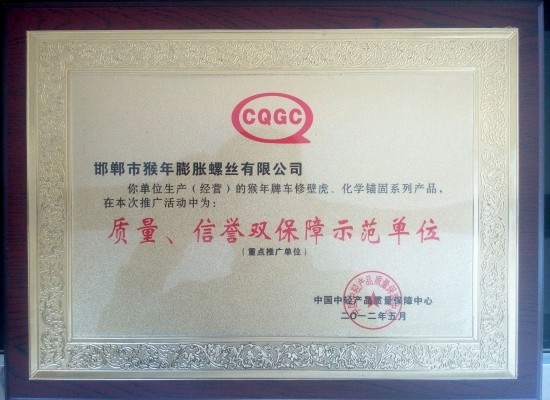 CQGC
邯郸市猴年膨胀螺丝有限公司
你单位生产（经营）的猴年牌车修壁虎、化学锚固系列产品，
在本次推广活动中为：
质量、信誉双保障示范单位
（重点推广单位）
中国中轻产品质量保障中心
二〇一二年五月